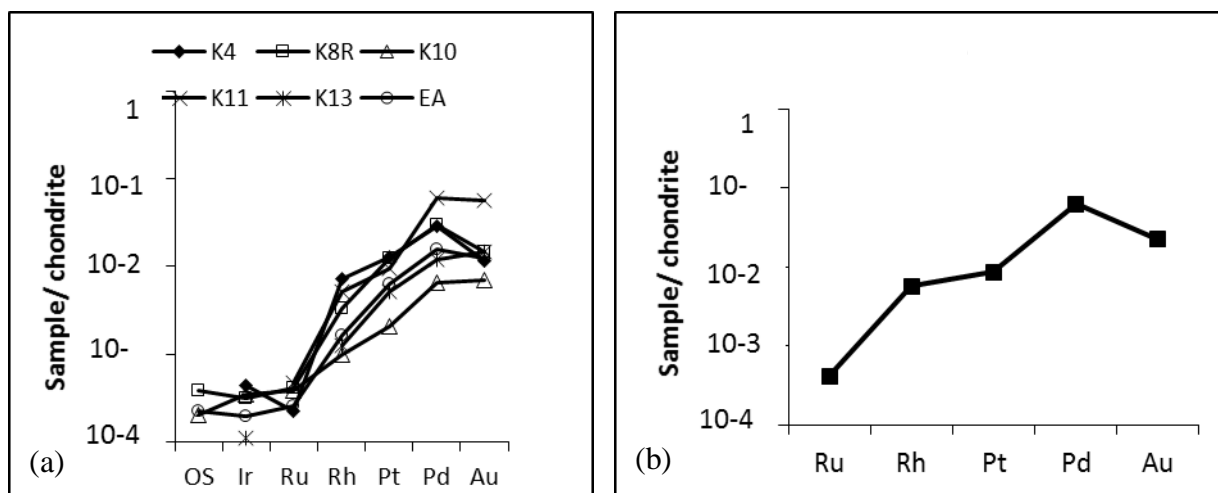 K4 K8R K10
K11 K13 EA
Sample/ chondrite
1
10-1
10-2
10-
10-4
OS Ir Ru Rh Pt Pd Au
(a)
Sample/ chondrite
1
10-
10-2
10-3
10-4
Ru Rh Pt Pd Au
(b)